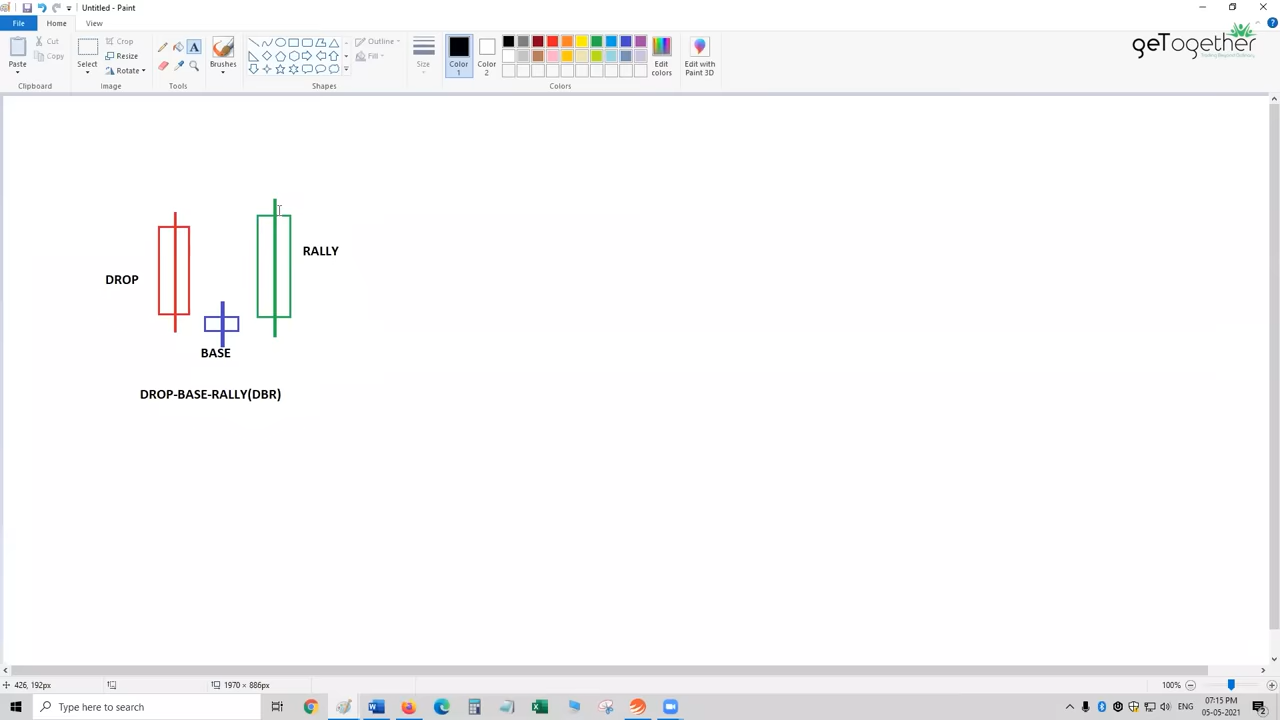 Untitled - Paint
File Home View
Paste
Cut
Copy
Clipboard
Select
Crop
Resize
Rotate
Image
A
Tools
Brushes
Shapes
Outline
Fill
Size
Color 1
Color 2
Colors
Edit colors
Edit with Paint 3D
geTogether
DROP
RALLY
BASE
DROP-BASE-RALLY(DBR)
426, 192px
1970 × 886px
100%
Type here to search
ENG
07:15 PM
05-05-2021